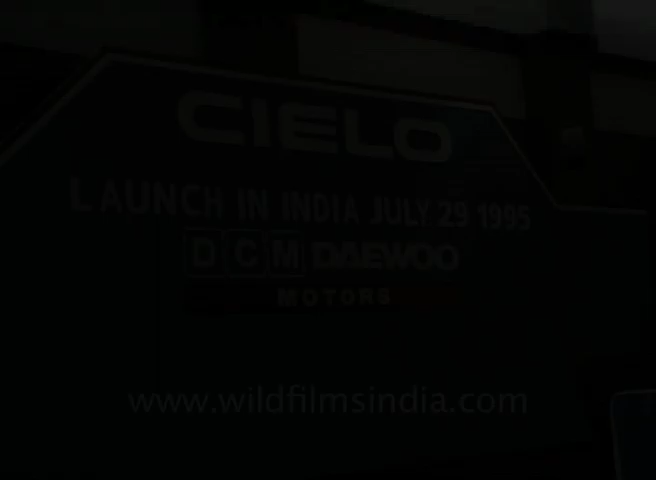 CIELO
LAUNCH IN INDIA JULY 29 1995
DCM DAEWOO
MOTORS
www.wildfilmsindia.com